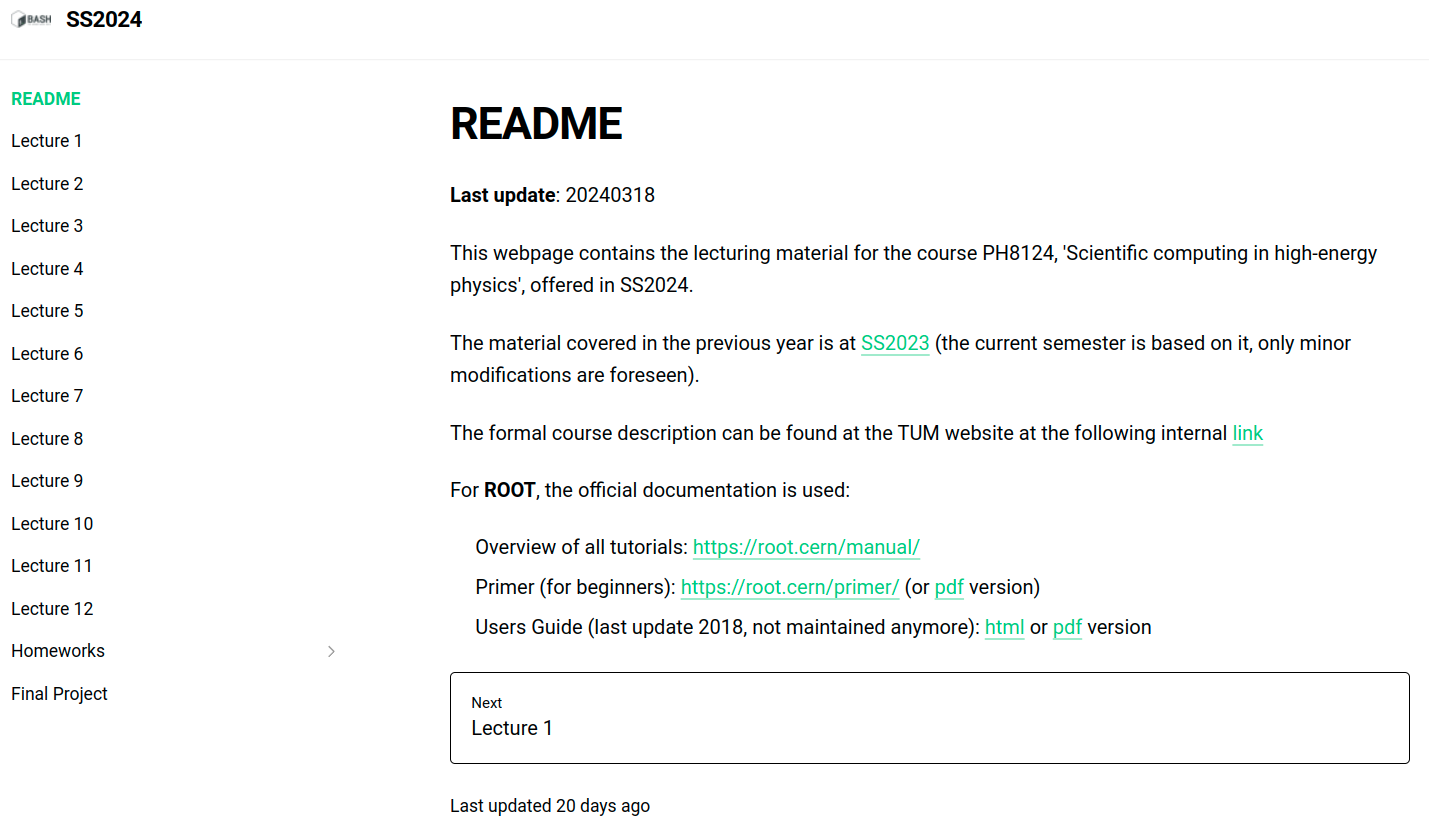 BASH SS2024
README
Lecture 1
Lecture 2
Lecture 3
Lecture 4
Lecture 5
Lecture 6
Lecture 7
Lecture 8
Lecture 9
Lecture 10
Lecture 11
Lecture 12
Homeworks
Final Project
README
Last update: 20240318
This webpage contains the lecturing material for the course PH8124, 'Scientific computing in high-energy
physics', offered in SS2024.
The material covered in the previous year is at SS2023 (the current semester is based on it, only minor
modifications are foreseen).
The formal course description can be found at the TUM website at the following internal link
For ROOT, the official documentation is used:
Overview of all tutorials: https://root.cern/manual/
Primer (for beginners): https://root.cern/primer/ (or pdf version)
Users Guide (last update 2018, not maintained anymore): html or pdf version
Next
Lecture 1
Last updated 20 days ago